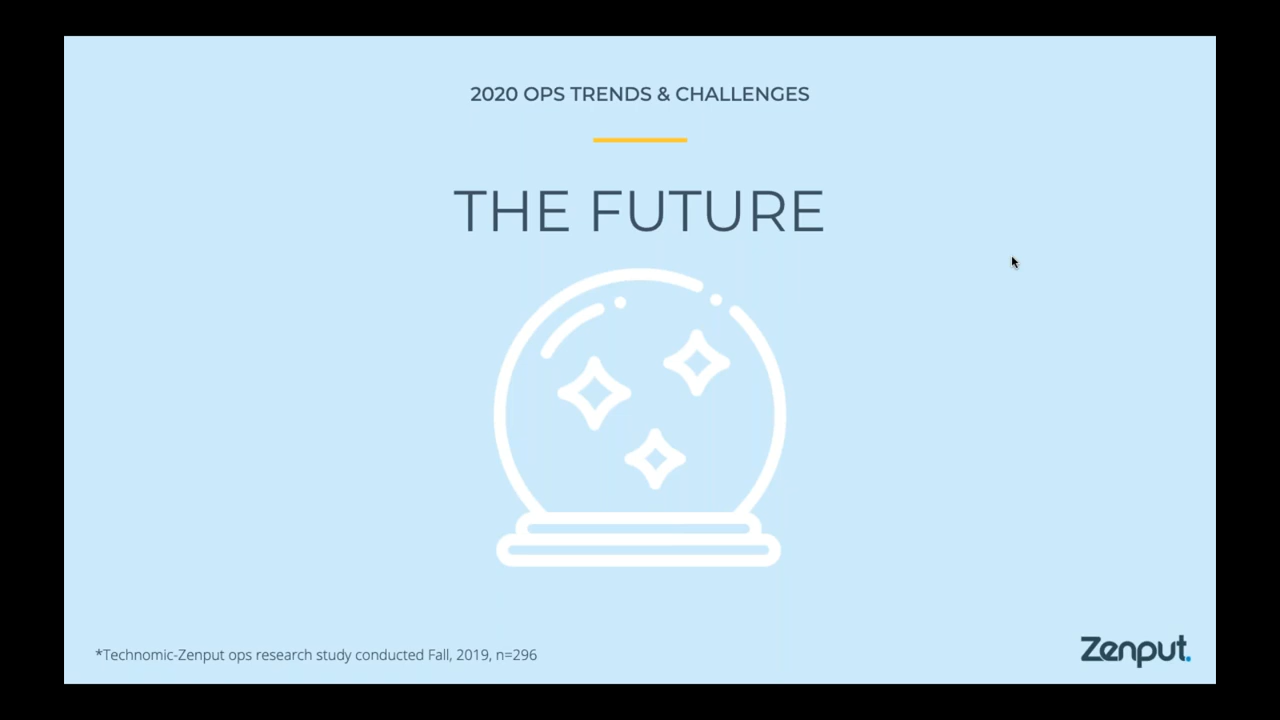 2020 OPS TRENDS & CHALLENGES
THE FUTURE
*Technomic-Zenput ops research study conducted Fall, 2019, n=296
Zenput.